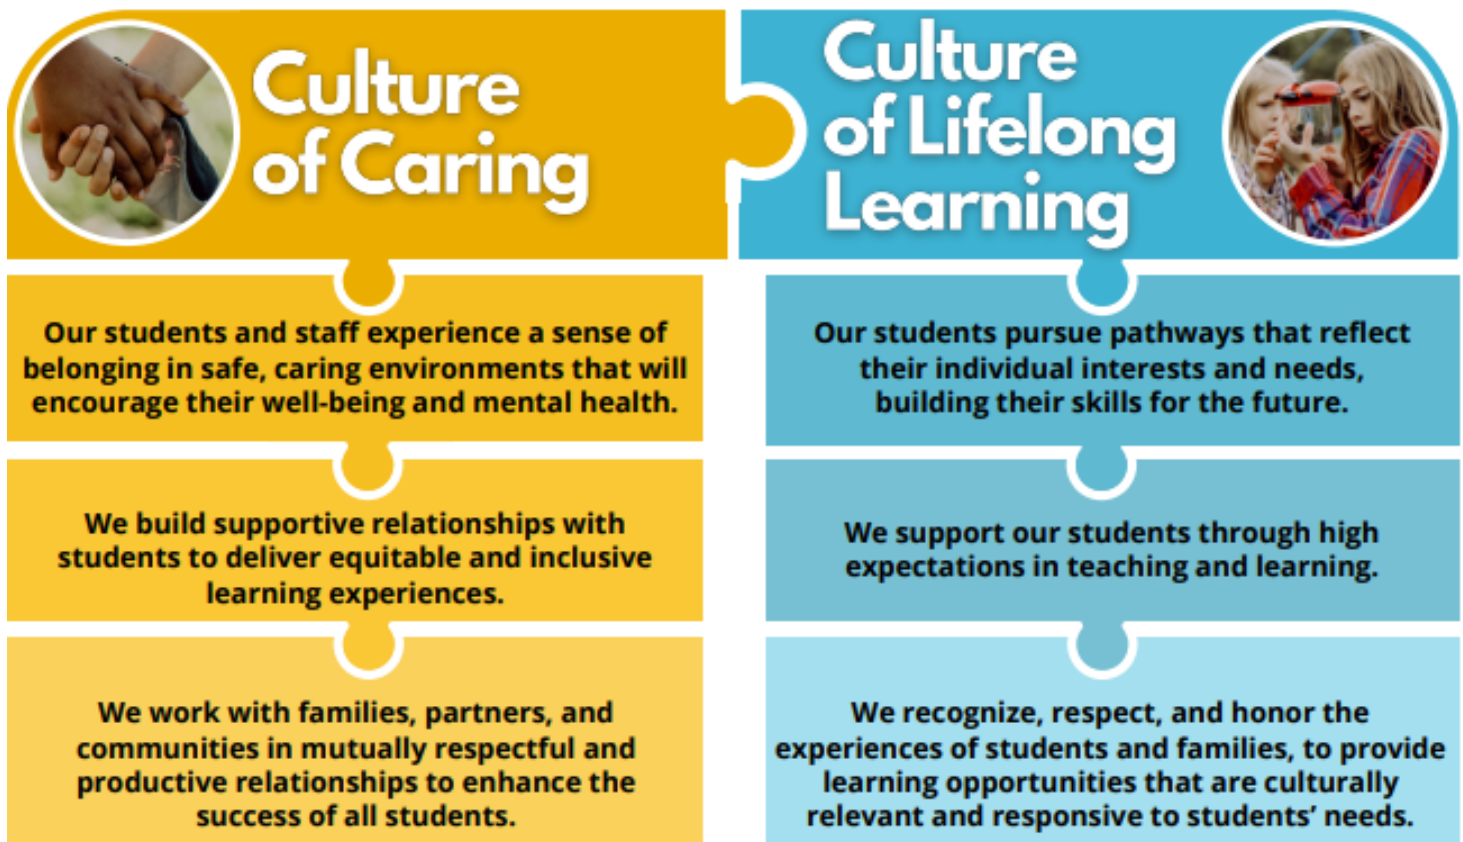 Culture
of Caring
Our students and staff experience a sense of
belonging in safe, caring environments that will
encourage their well-being and mental health.
We build supportive relationships with
students to deliver equitable and inclusive
learning experiences.
We work with families, partners, and
communities in mutually respectful and
productive relationships to enhance the
success of all students.
Culture
of Lifelong
Learning
Our students pursue pathways that reflect
their individual interests and needs,
building their skills for the future.
We support our students through high
expectations in teaching and learning.
We recognize, respect, and honor the
experiences of students and families, to provide
learning opportunities that are culturally
relevant and responsive to students’ needs.